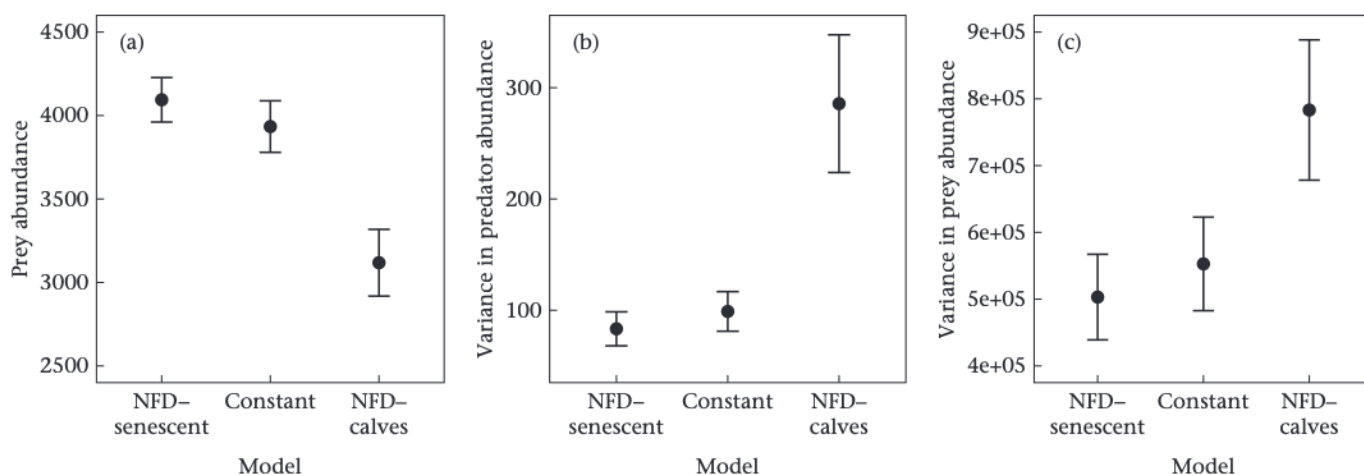 (a)
Prey abundance
4500
4000
3500
3000
2500
NFD–
senescent
Constant
NFD–
calves
Model
(b)
Variance in predator abundance
300
200
100
NFD–
senescent
Constant
NFD–
calves
Model
(c)
Variance in prey abundance
9e+05
8e+05
7e+05
6e+05
5e+05
4e+05
NFD–
senescent
Constant
NFD–
calves
Model